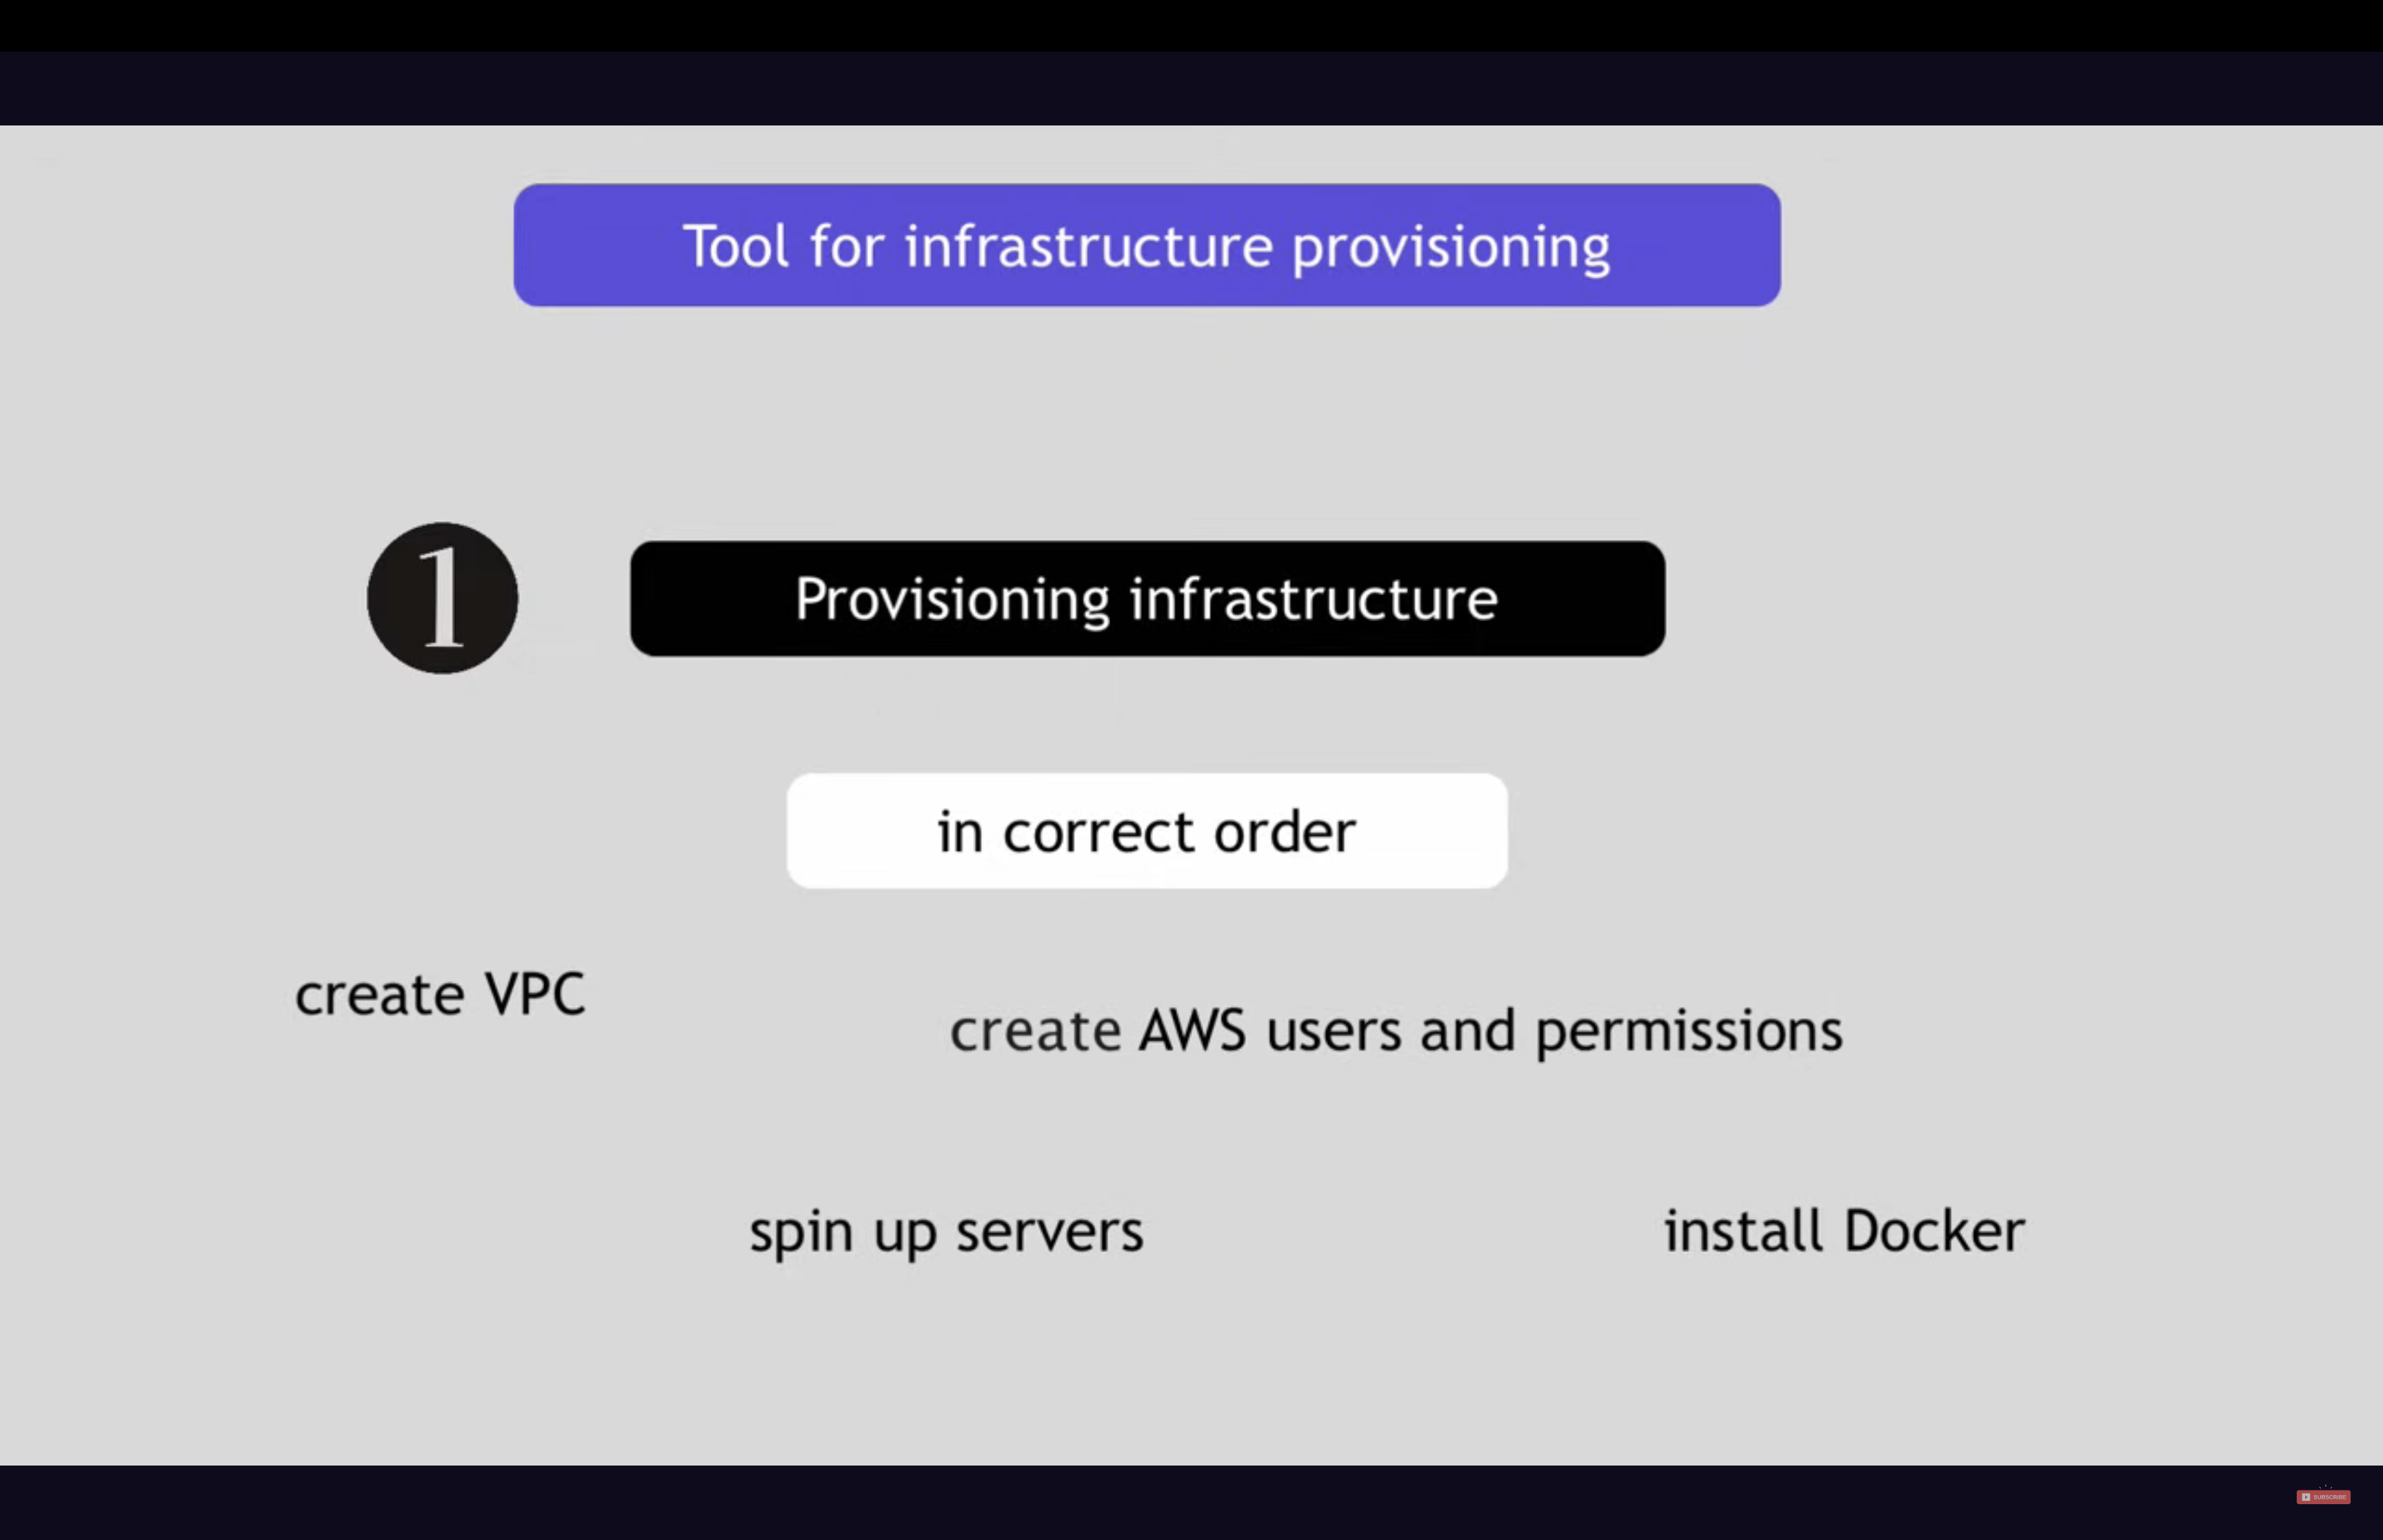 Tool for infrastructure provisioning
1
Provisioning infrastructure
in correct order
create VPC
create AWS users and permissions
spin up servers
install Docker
SUBSCRIBE